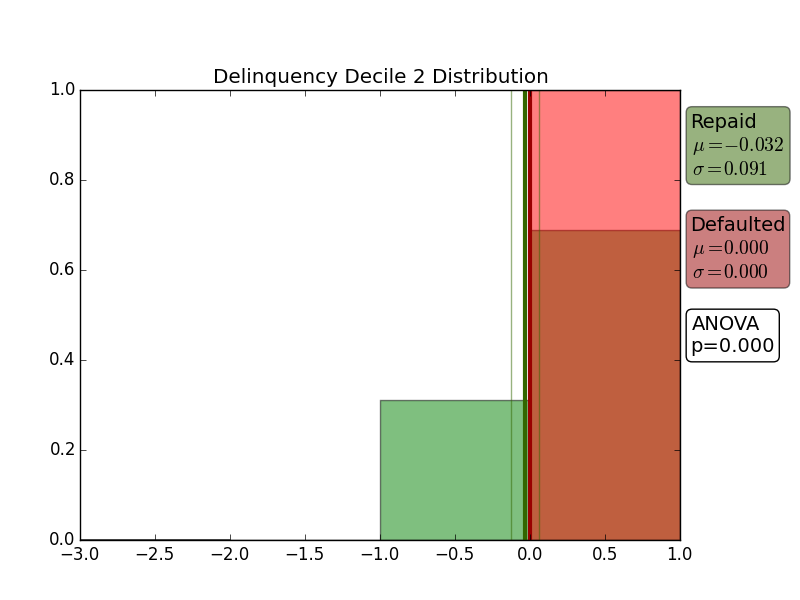 Delinquency Decile 2 Distribution
1.0
0.8
0.6
0.4
0.2
0.0
−3.0 −2.5 −2.0 −1.5 −1.0 −0.5 0.0 0.5 1.0
Repaid
μ=−0.032
σ=0.091
Defaulted
μ=0.000
σ=0.000
ANOVA
p=0.000